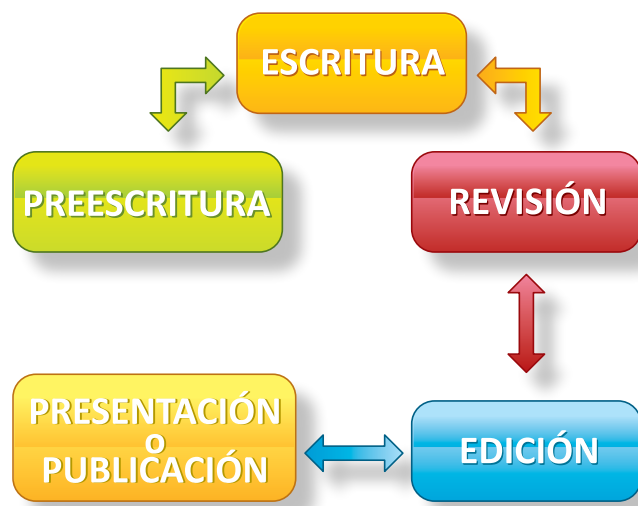 ESCRITURA
PREESCRITURA
REVISIÓN
PRESENTACIÓN
o
PUBLICACIÓN
EDICIÓN